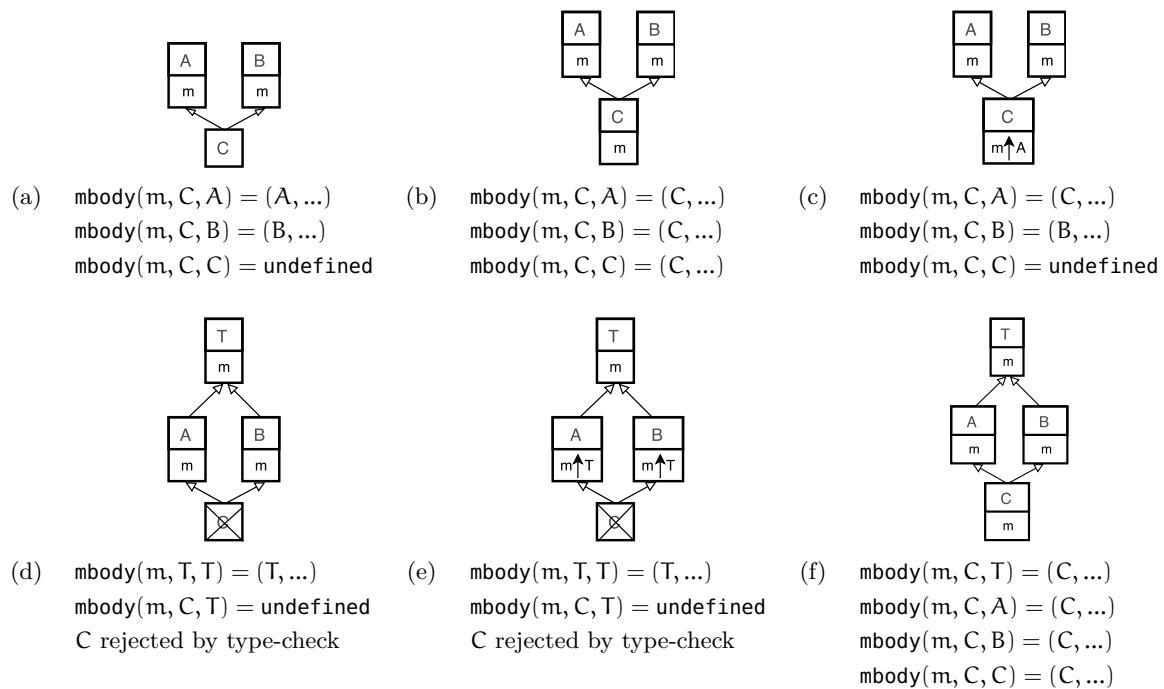 A B
m m
C
(a) mbody(m, C, A) = (A, ...)
mbody(m, C, B) = (B, ...)
mbody(m, C, C) = undefined
A B
m m
C
m
(b) mbody(m, C, A) = (C, ...)
mbody(m, C, B) = (C, ...)
mbody(m, C, C) = (C, ...)
A B
m m
C
m↑A
(c) mbody(m, C, A) = (C, ...)
mbody(m, C, B) = (B, ...)
mbody(m, C, C) = undefined
T
m
A B
m m
C
(d) mbody(m, T, T) = (T, ...)
mbody(m, C, T) = undefined
C rejected by type-check
T
m
A B
m↑T m↑T
C
(e) mbody(m, T, T) = (T, ...)
mbody(m, C, T) = undefined
C rejected by type-check
T
m
A B
m m
C
m
(f) mbody(m, C, T) = (C, ...)
mbody(m, C, A) = (C, ...)
mbody(m, C, B) = (C, ...)
mbody(m, C, C) = (C, ...)